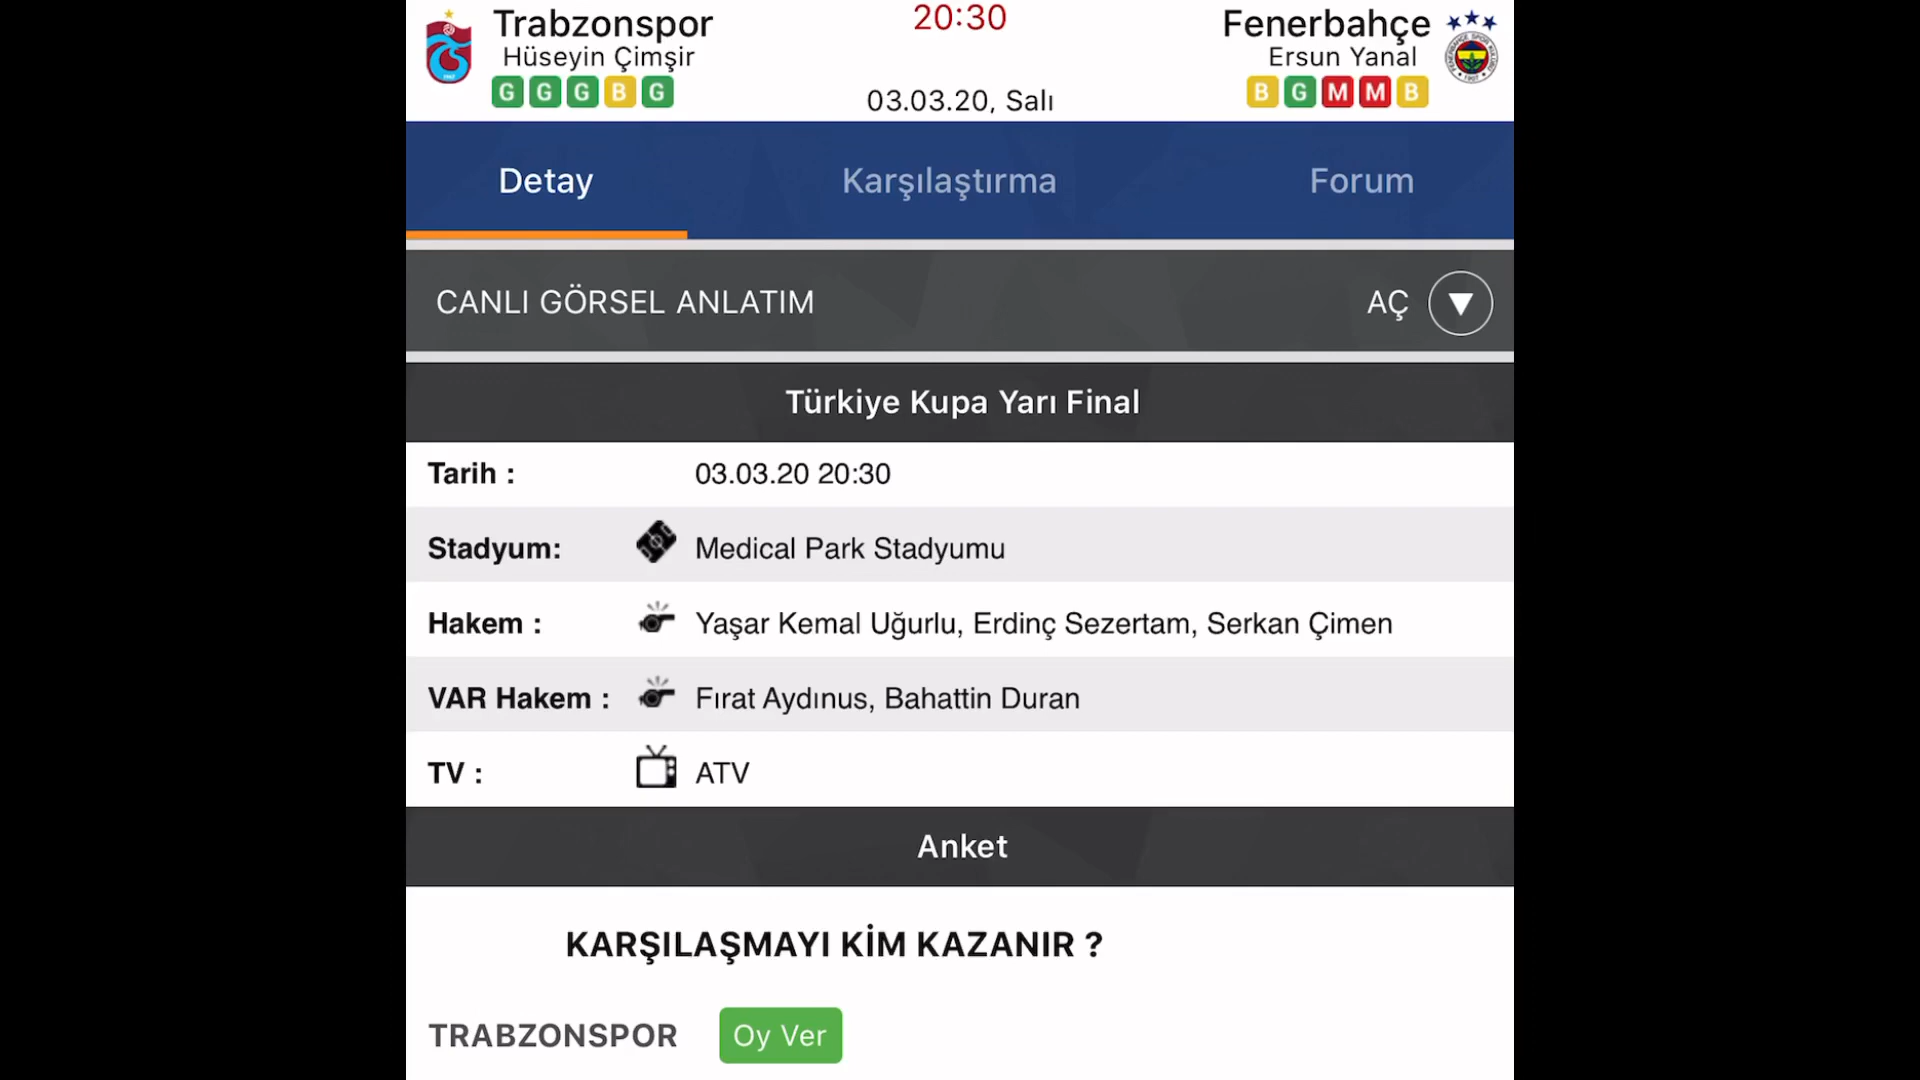 Trabzonspor
Hüseyin Çimşir
G G G B G
20:30
03.03.20, Salı
Fenerbahçe
Ersun Yanal
B G M M B
Detay
Karşılaştırma
Forum
CANLI GÖRSEL ANLATIM
AÇ
Türkiye Kupa Yarı Final
Tarih : 03.03.20 20:30
Stadyum: Medical Park Stadyumu
Hakem : Yaşar Kemal Uğurlu, Erdinç Sezertam, Serkan Çimen
VAR Hakem : Fırat Aydınus, Bahattin Duran
TV : ATV
Anket
KARŞILAŞMAYI KİM KAZANIR ?
TRABZONSPOR Oy Ver